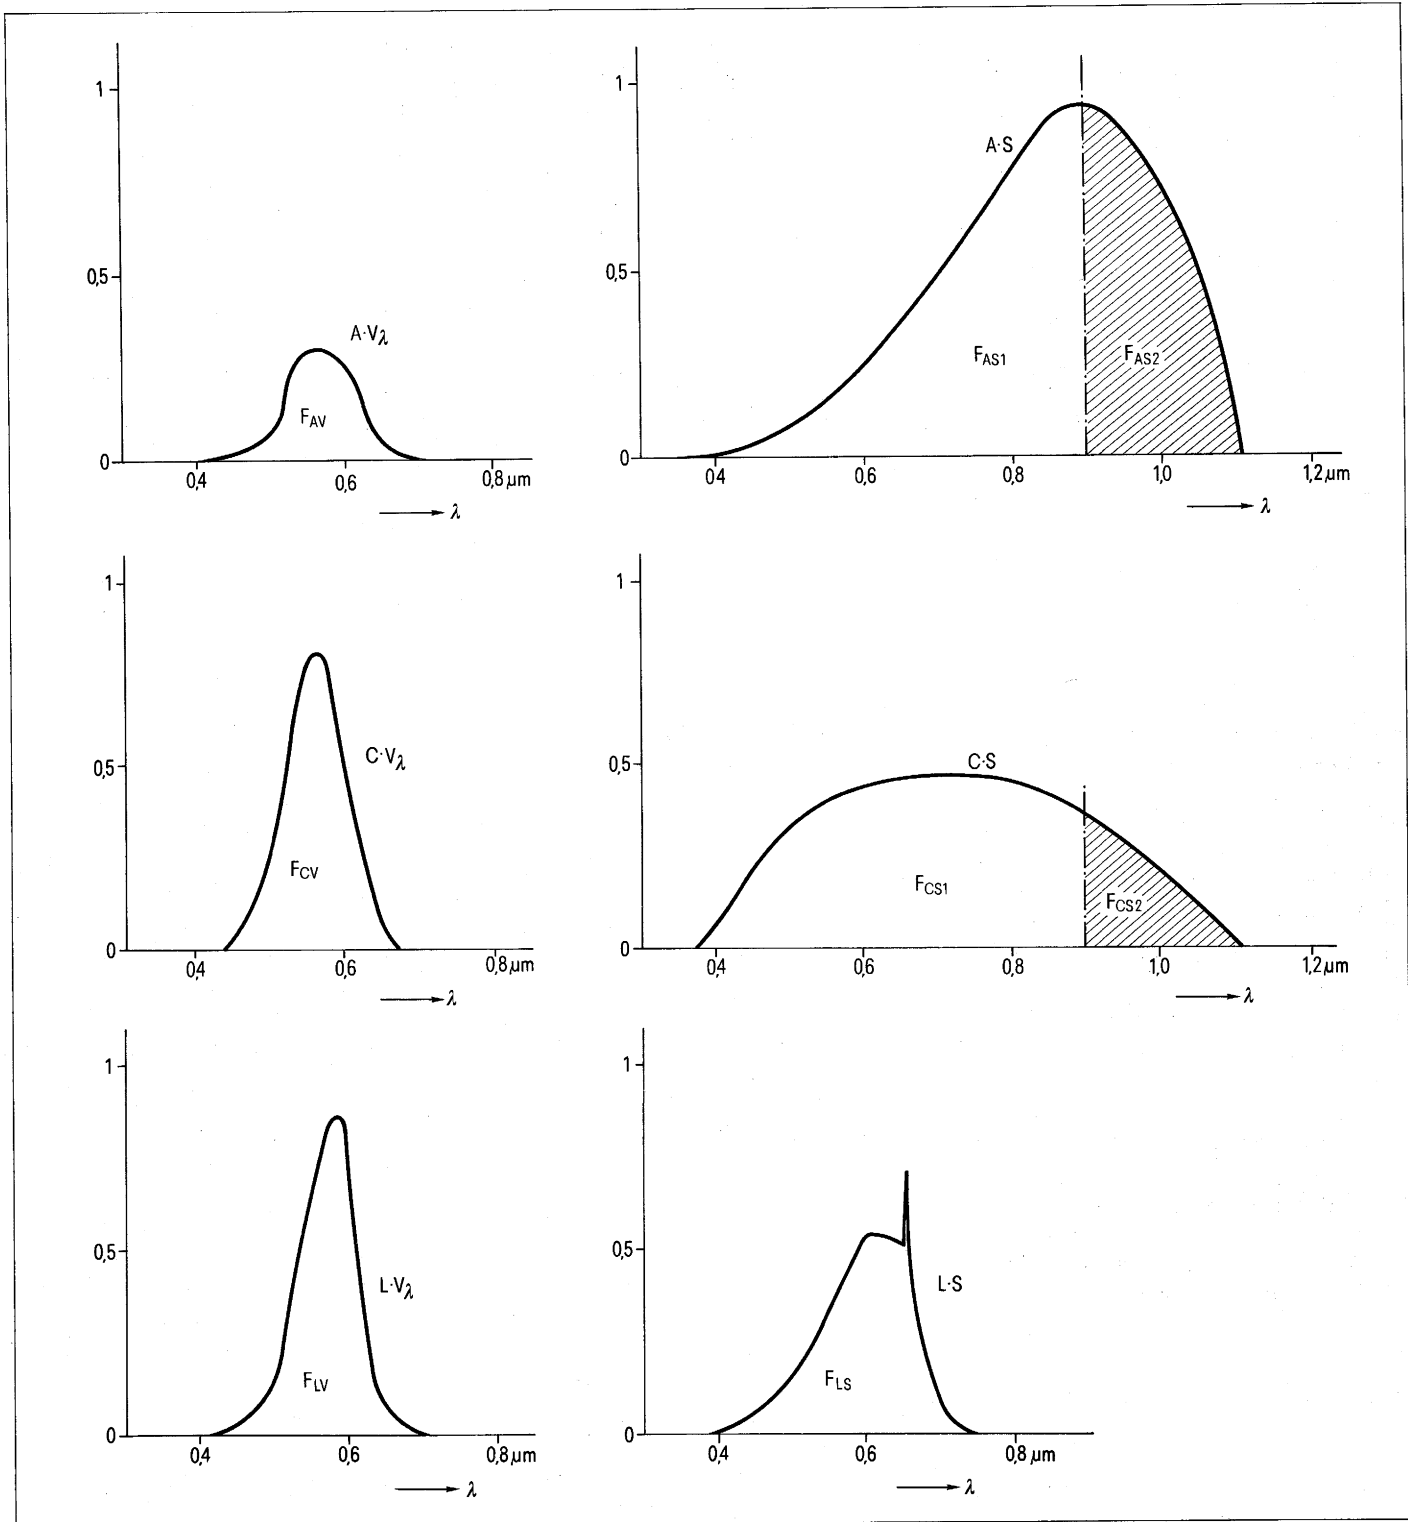 1
0,5
0
A·Vλ
F_AV
0,4 0,6 0,8 µm
→ λ
1
0,5
0
A·S
F_AS1 F_AS2
0,4 0,6 0,8 1,0 1,2 µm
→ λ
1
0,5
0
C·Vλ
F_CV
0,4 0,6 0,8 µm
→ λ
1
0,5
0
C·S
F_CS1 F_CS2
0,4 0,6 0,8 1,0 1,2 µm
→ λ
1
0,5
0
L·Vλ
F_LV
0,4 0,6 0,8 µm
→ λ
1
0,5
0
L·S
F_LS
0,4 0,6 0,8 µm
→ λ